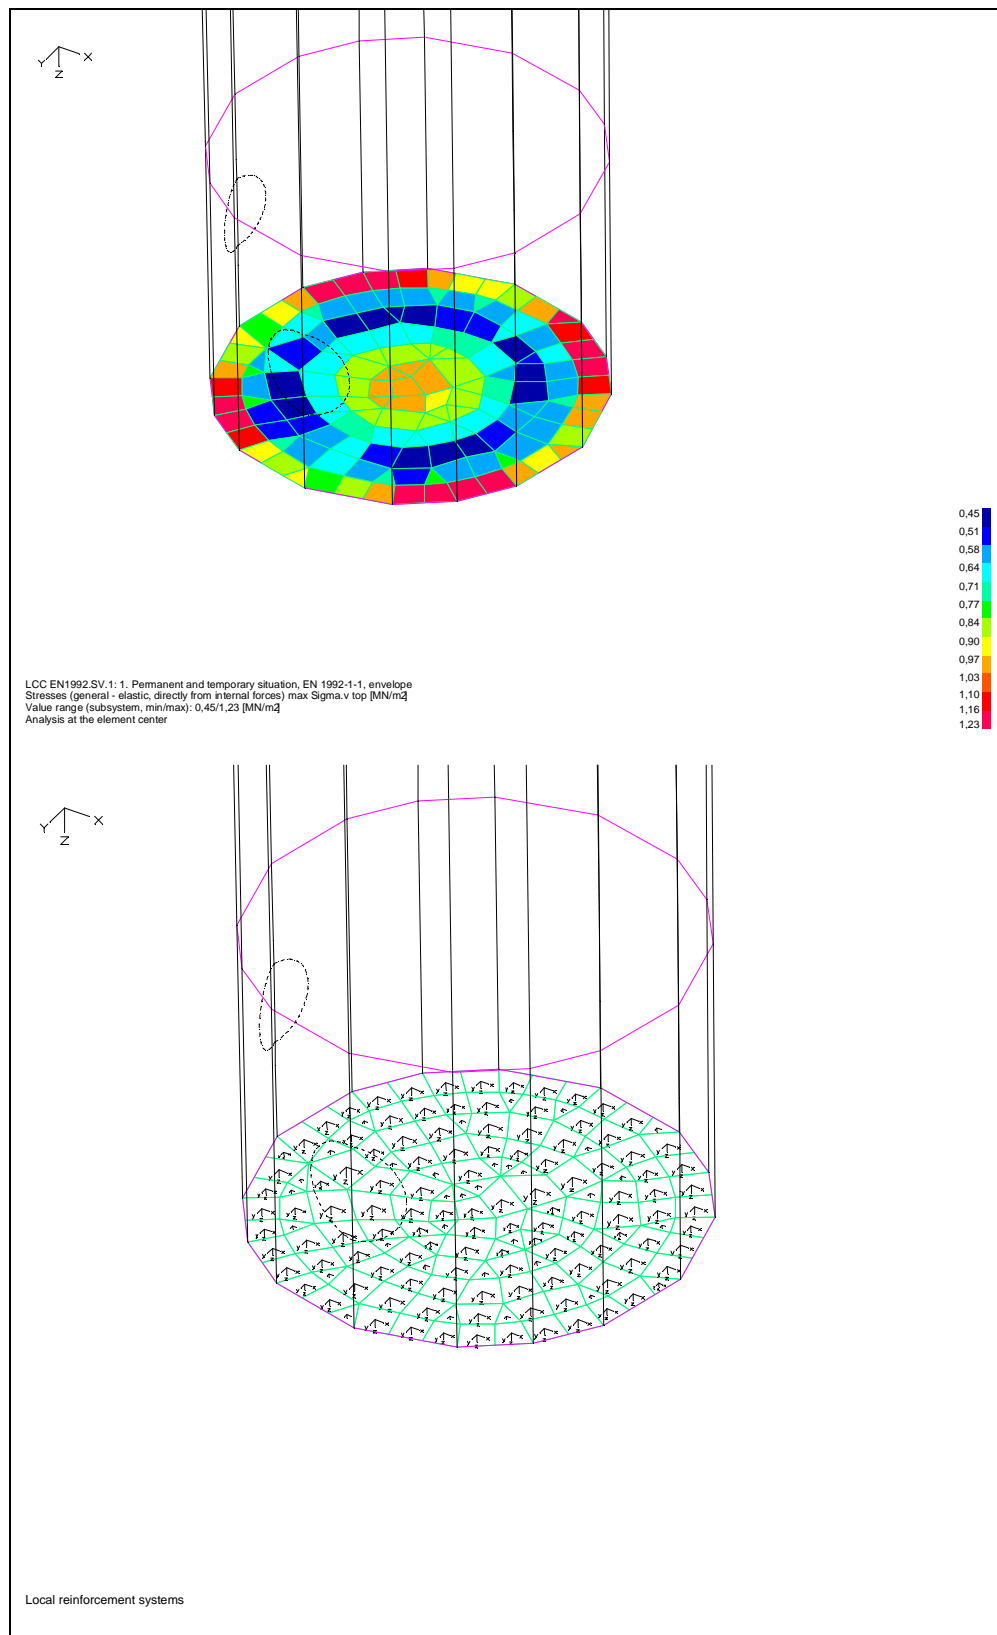 Y X
Z
0,45
0,51
0,58
0,64
0,71
0,77
0,84
0,90
0,97
1,03
1,10
1,16
1,23
LCC EN1992.SV.1: 1. Permanent and temporary situation, EN 1992-1-1, envelope
Stresses (general - elastic, directly from internal forces) max Sigma.v top [MN/m2]
Value range (subsystem, min/max): 0,45/1,23 [MN/m2]
Analysis at the element center
Y X
Z
Local reinforcement systems